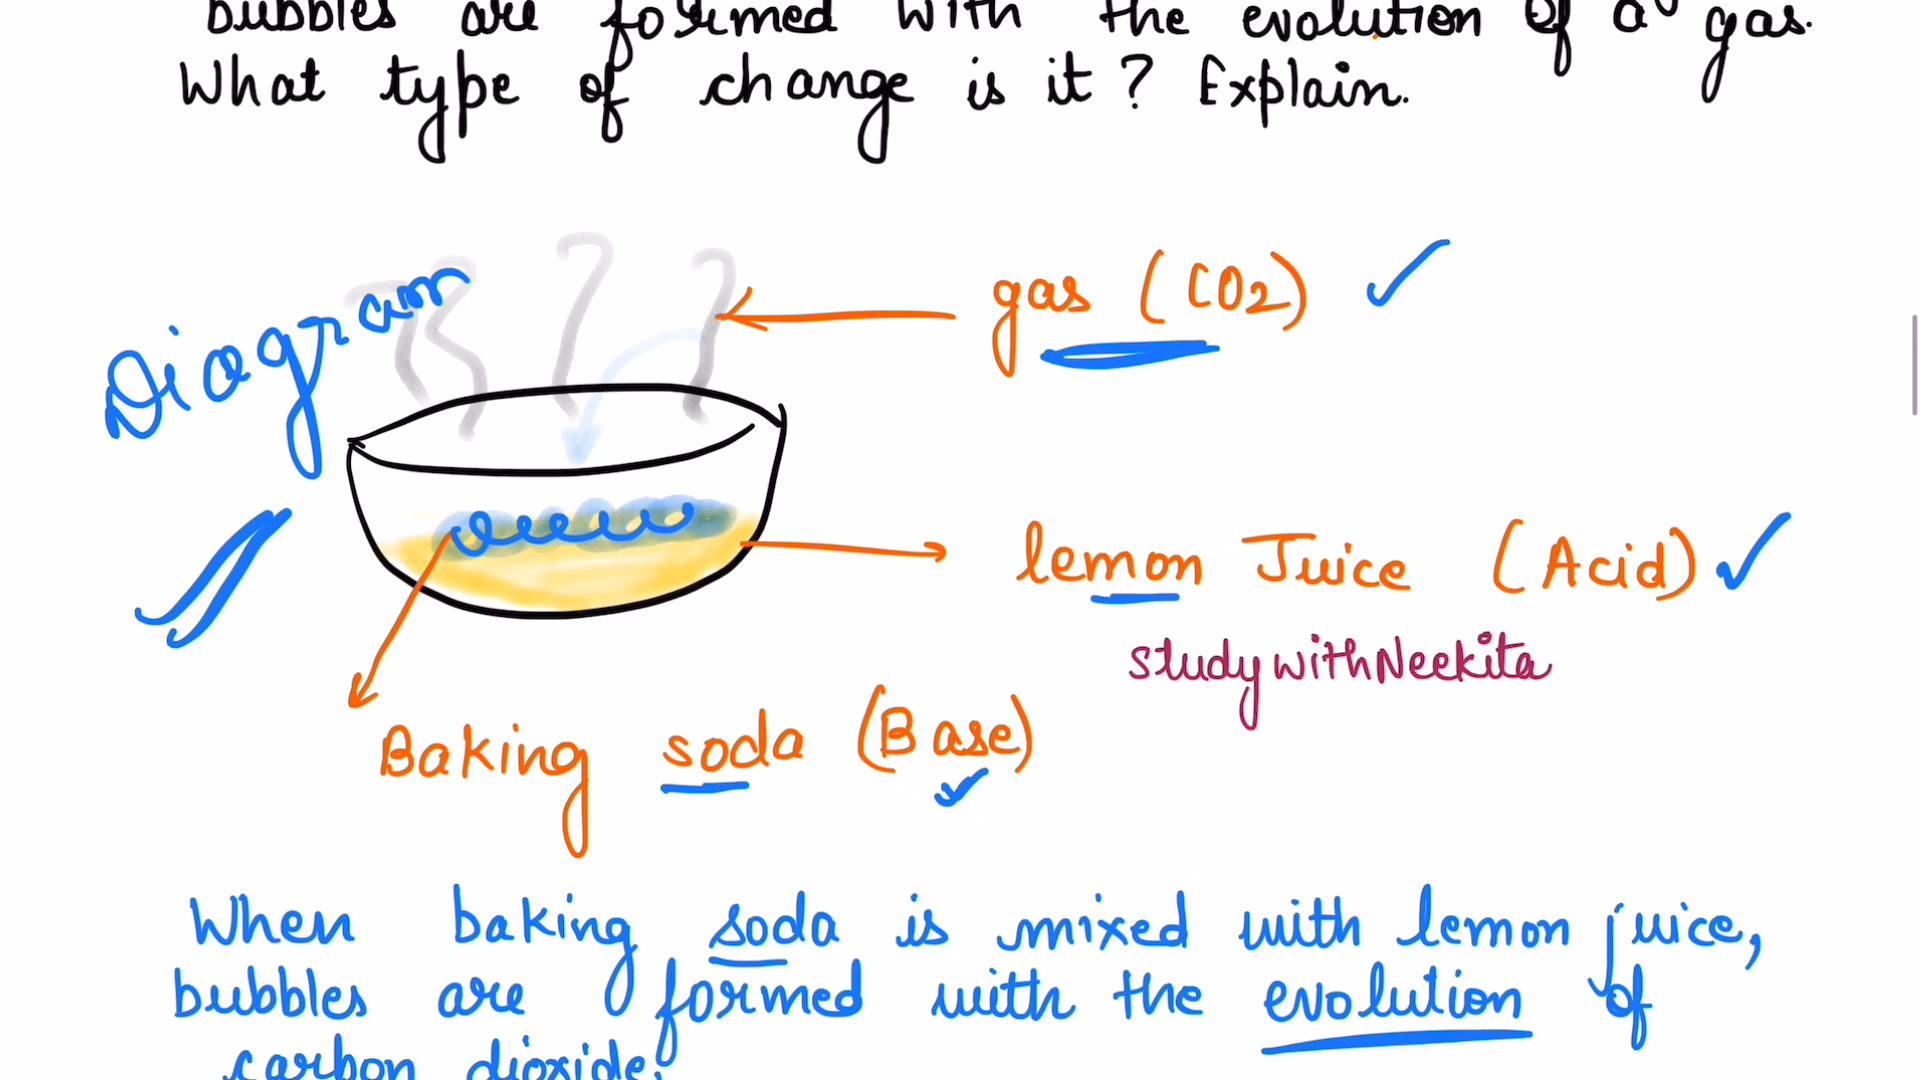 bubbles are formed with the evolution of a gas.
What type of change is it? Explain.
Diagram
gas (CO2)
lemon Juice (Acid)
studywithNeekita
Baking soda (Base)
When baking soda is mixed with lemon juice,
bubbles are formed with the evolution of
carbon dioxide.